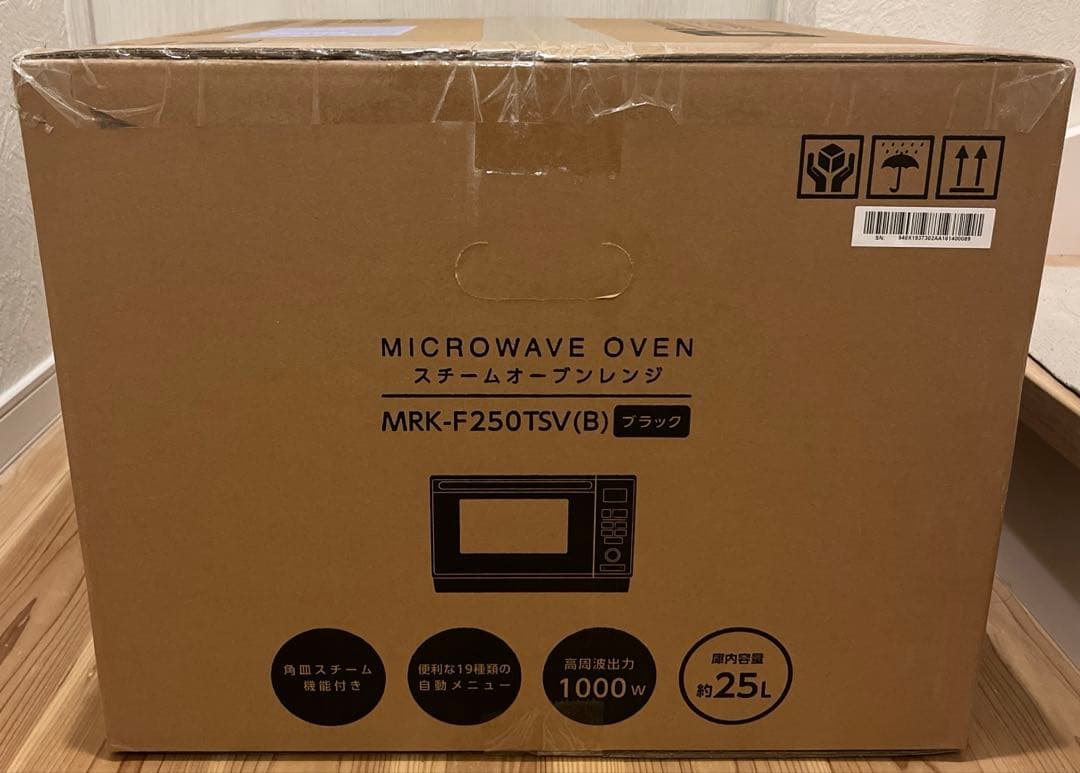 SN: 940X1937302AA161400089
MICROWAVE OVEN
スチームオーブンレンジ
MRK-F250TSV(B) ブラック
角皿スチーム
機能付き
便利な19種類の
自動メニュー
高周波出力
1000W
庫内容量
約25L